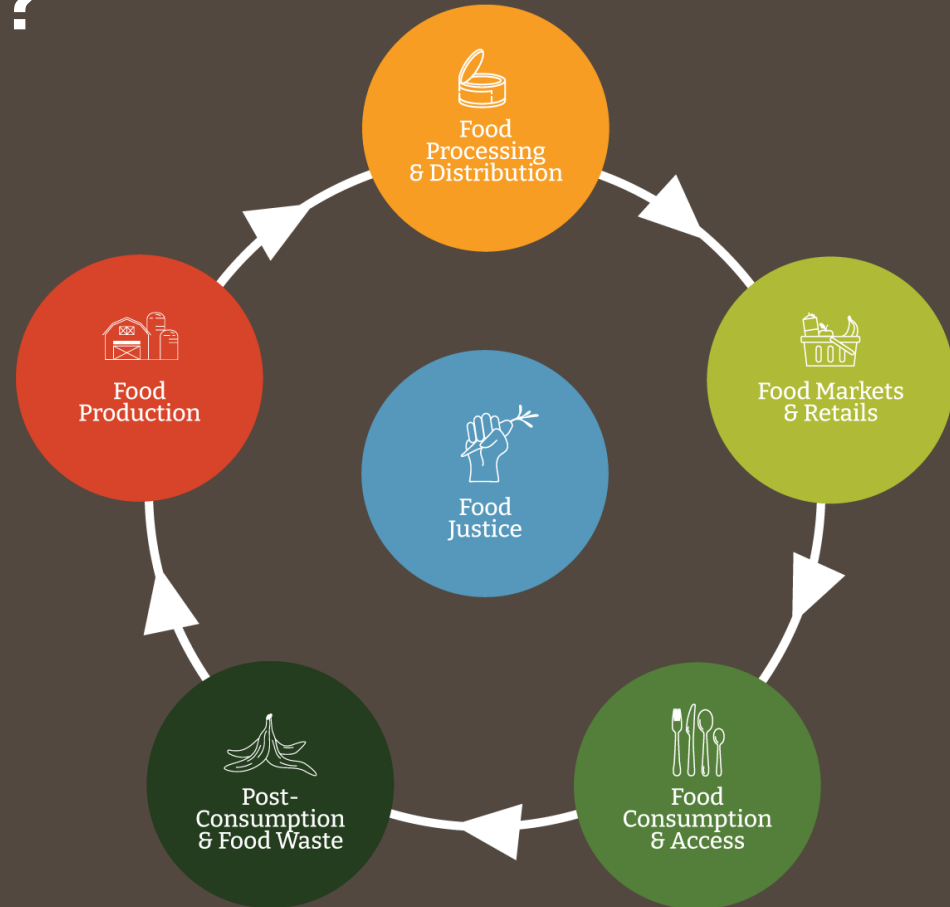 ?
Food
Processing
& Distribution
Food
Production
Food Markets
& Retails
Food
Justice
Post-
Consumption
& Food Waste
Food
Consumption
& Access